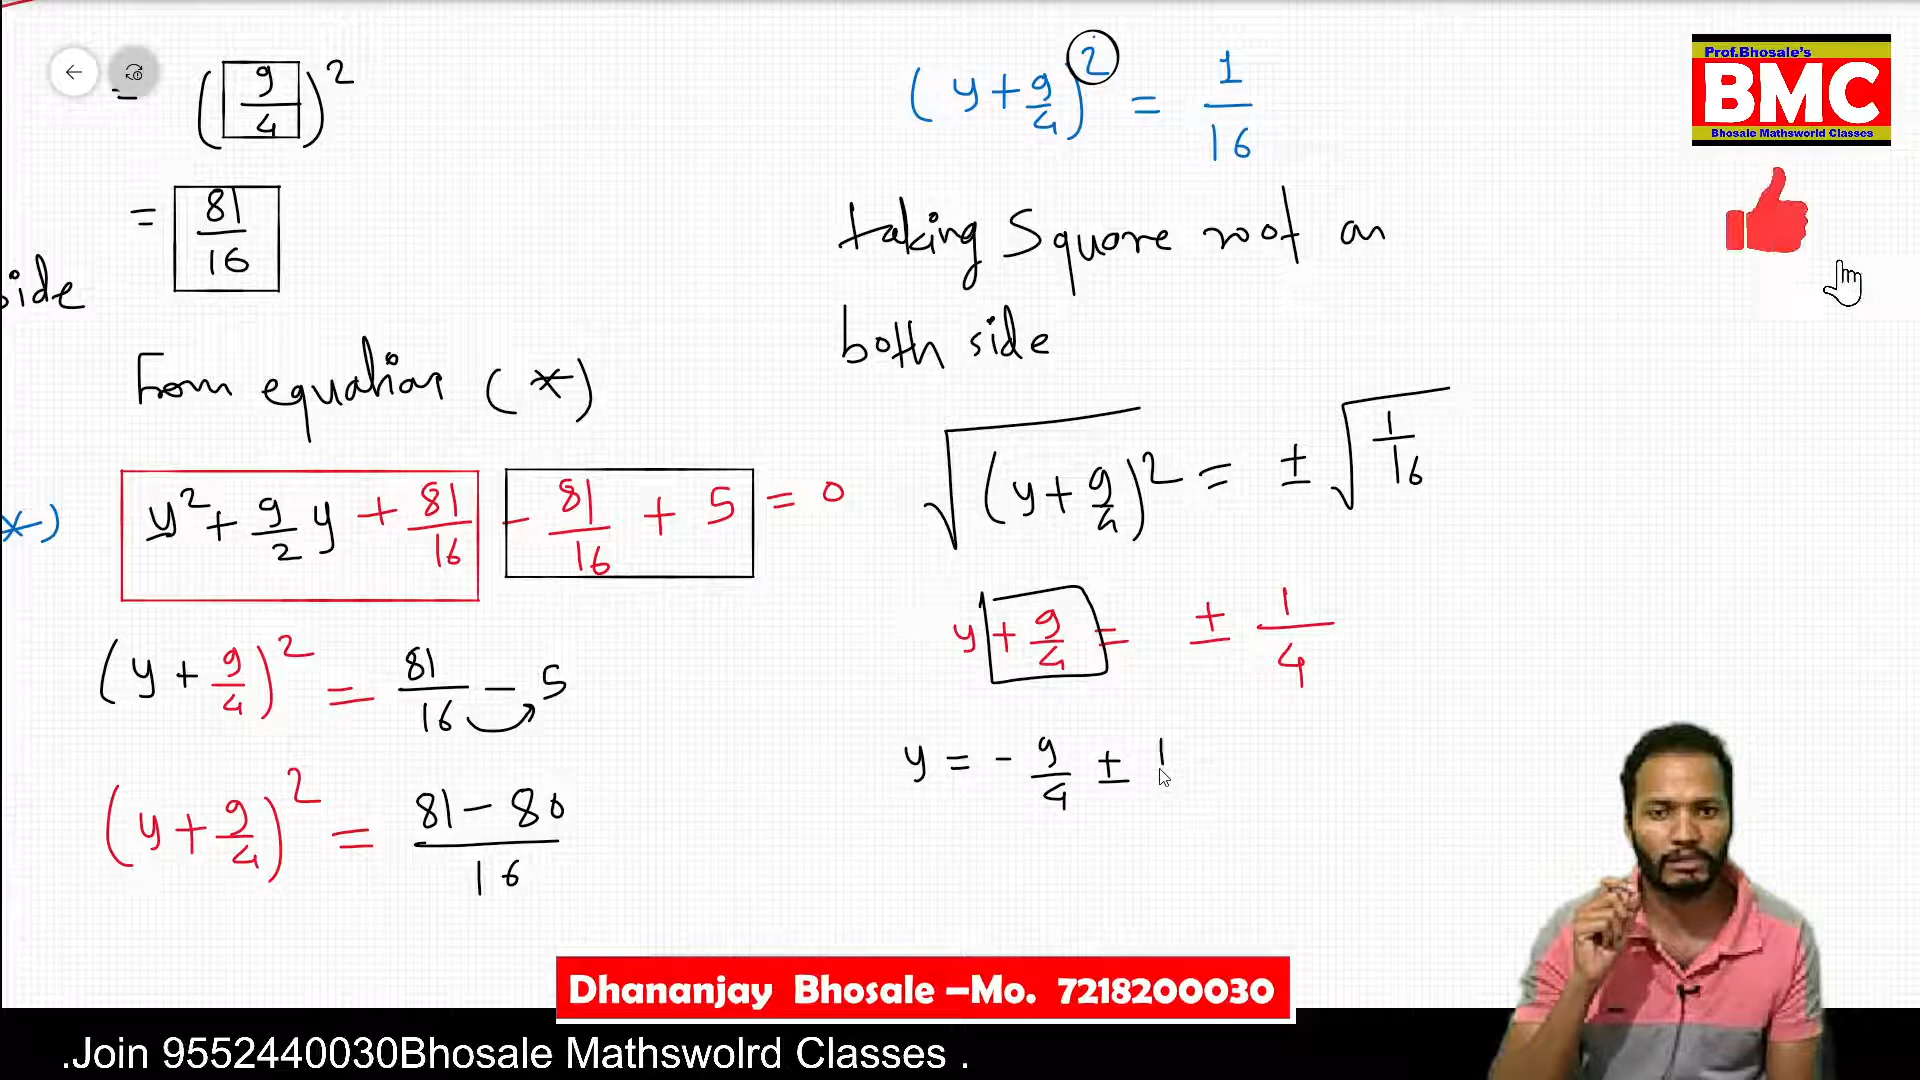 = (9/4)²
= 81/16
side
From equation (*)
*)
y² + 9/2 y + 81/16 - 81/16 + 5 = 0
(y + 9/4)² = 81/16 - 5
(y + 9/4)² = 81 - 80 / 16
(y + 9/4)² = 1/16
taking Square root on
both side
√(y + 9/4)² = ± √1/16
y + 9/4 = ± 1/4
y = - 9/4 ± 1
Prof.Bhosale's
BMC
Bhosale Mathsworld Classes
Dhananjay Bhosale –Mo. 7218200030
.Join 9552440030Bhosale Mathswolrd Classes .